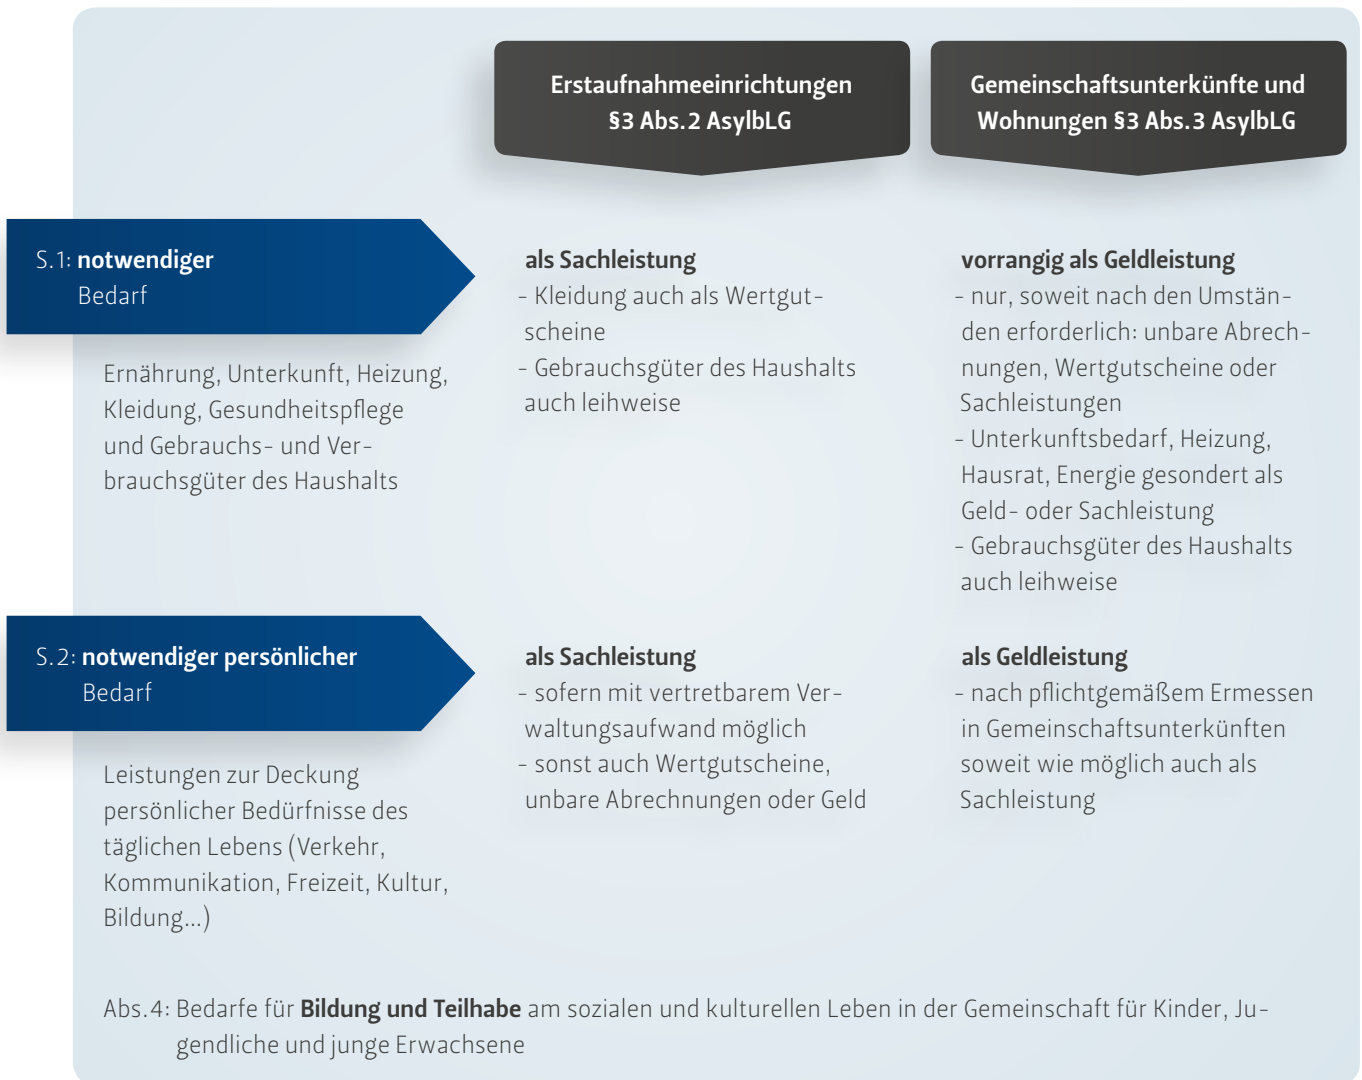 Erstaufnahmeeinrichtungen
§3 Abs.2 AsylbLG
Gemeinschaftsunterkünfte und
Wohnungen §3 Abs.3 AsylbLG
S.1: notwendiger
Bedarf
Ernährung, Unterkunft, Heizung,
Kleidung, Gesundheitspflege
und Gebrauchs- und Ver-
brauchsgüter des Haushalts
als Sachleistung
- Kleidung auch als Wertgut-
scheine
- Gebrauchsgüter des Haushalts
auch leihweise
vorrangig als Geldleistung
- nur, soweit nach den Umstän-
den erforderlich: unbare Abrech-
nungen, Wertgutscheine oder
Sachleistungen
- Unterkunftsbedarf, Heizung,
Hausrat, Energie gesondert als
Geld- oder Sachleistung
- Gebrauchsgüter des Haushalts
auch leihweise
S.2: notwendiger persönlicher
Bedarf
Leistungen zur Deckung
persönlicher Bedürfnisse des
täglichen Lebens (Verkehr,
Kommunikation, Freizeit, Kultur,
Bildung...)
als Sachleistung
- sofern mit vertretbarem Ver-
waltungsaufwand möglich
- sonst auch Wertgutscheine,
unbare Abrechnungen oder Geld
als Geldleistung
- nach pflichtgemäßem Ermessen
in Gemeinschaftsunterkünften
soweit wie möglich auch als
Sachleistung
Abs.4: Bedarfe für Bildung und Teilhabe am sozialen und kulturellen Leben in der Gemeinschaft für Kinder, Ju-
gendliche und junge Erwachsene